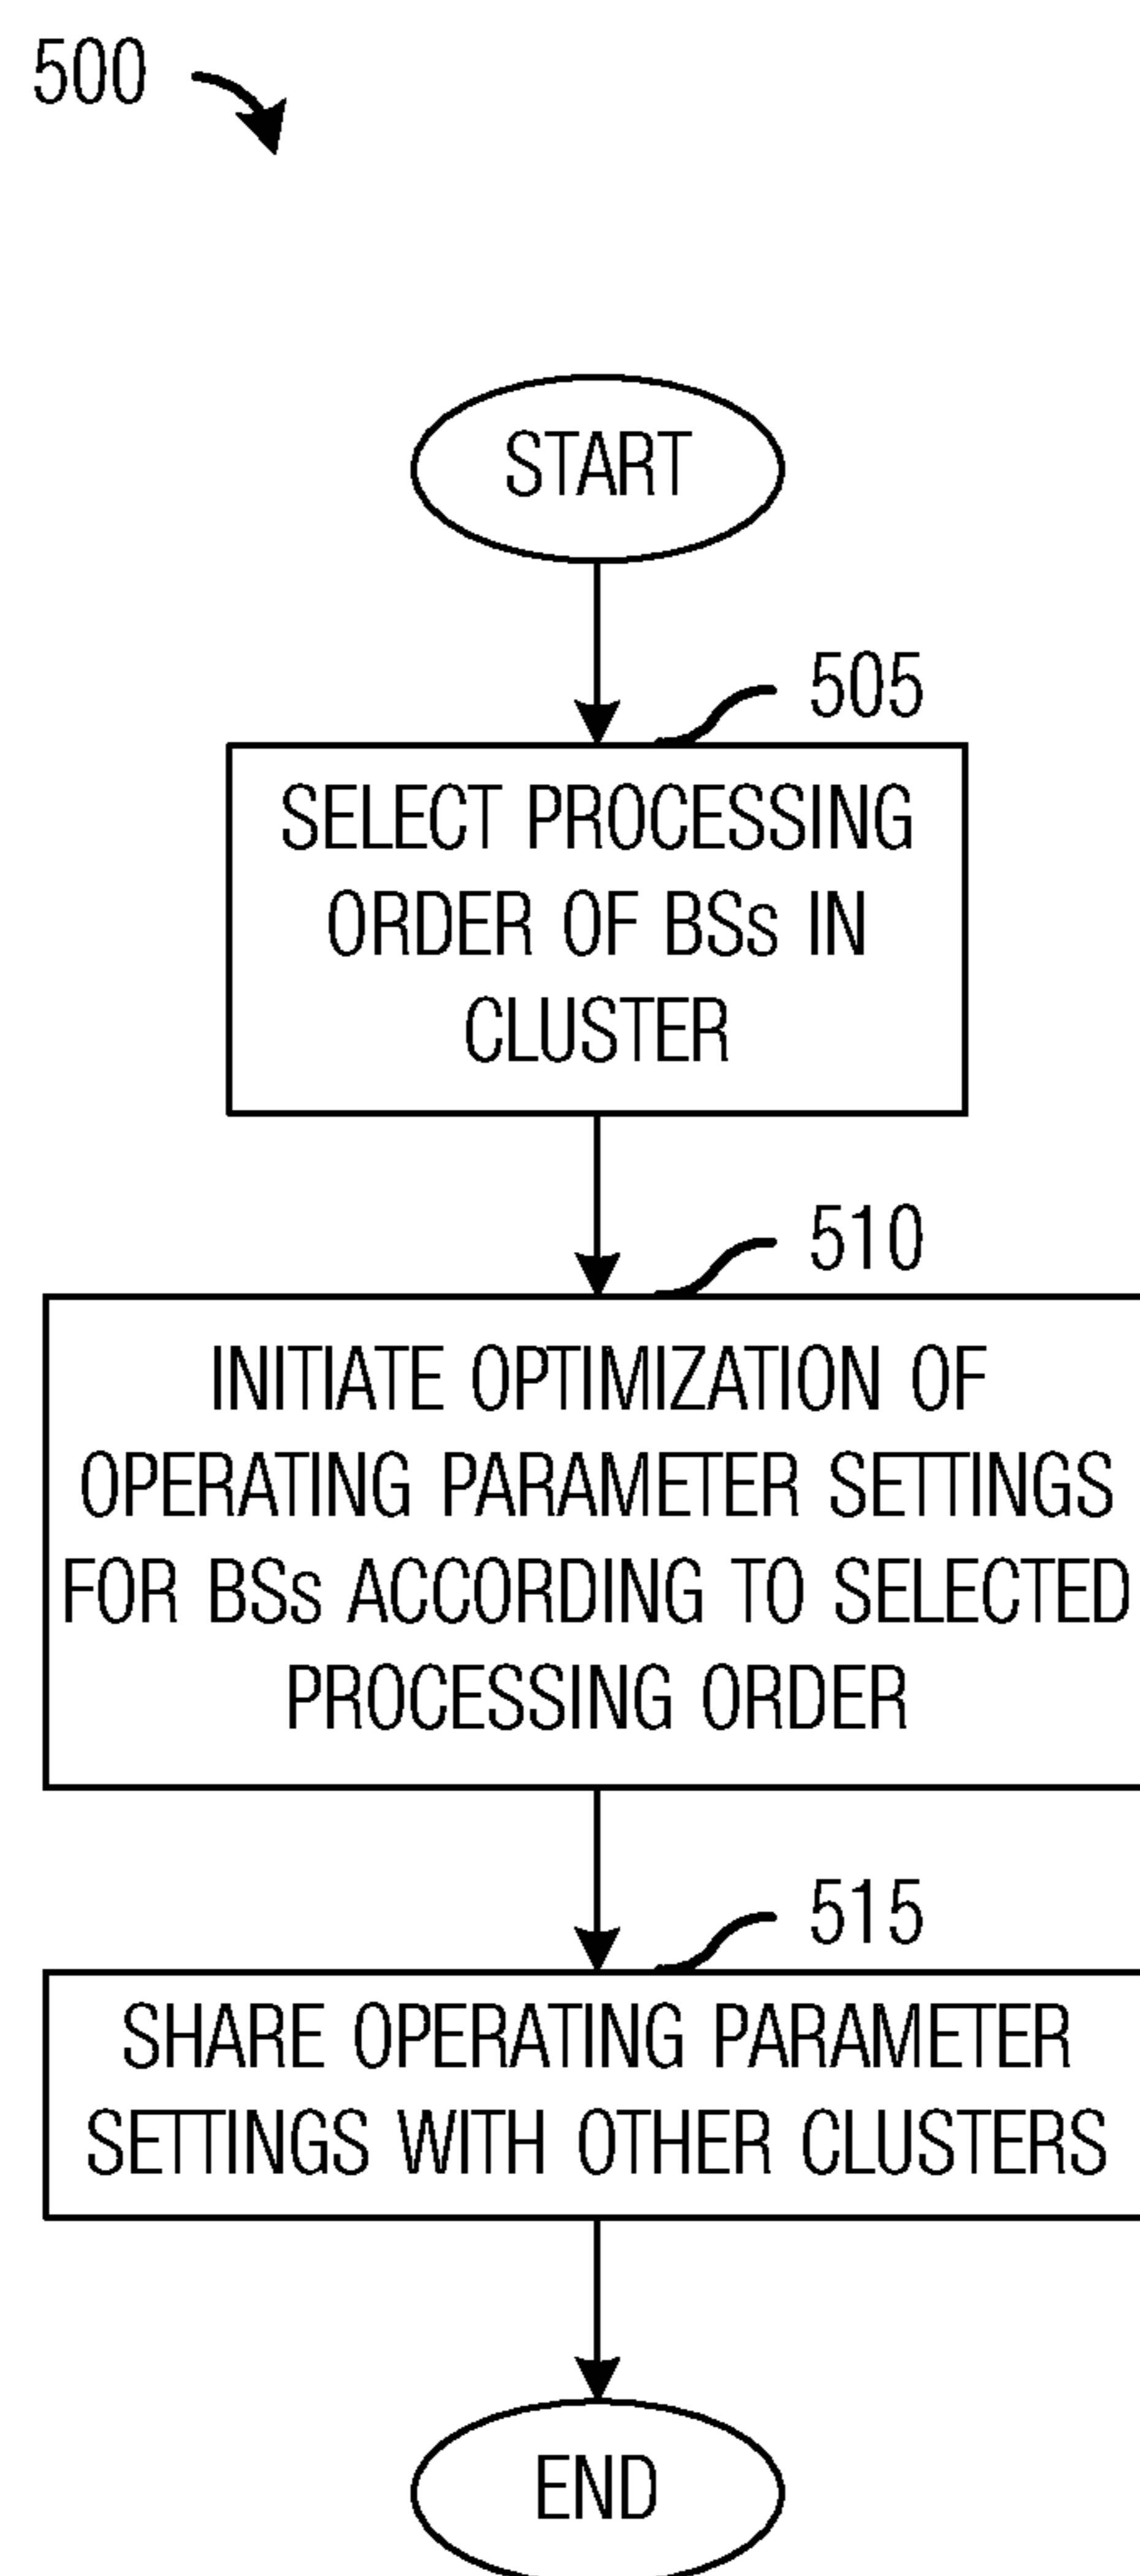 500
START
505
SELECT PROCESSING
ORDER OF BSs IN
CLUSTER
510
INITIATE OPTIMIZATION OF
OPERATING PARAMETER SETTINGS
FOR BSs ACCORDING TO SELECTED
PROCESSING ORDER
515
SHARE OPERATING PARAMETER
SETTINGS WITH OTHER CLUSTERS
END